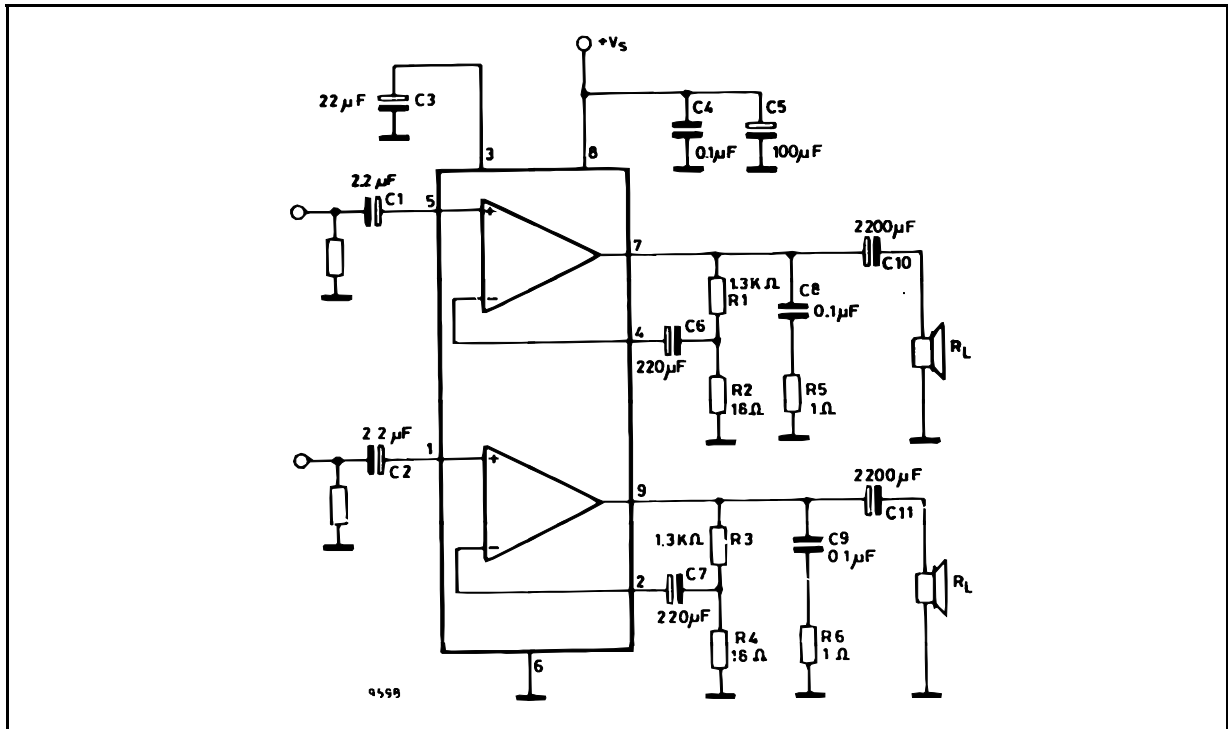 +Vs
22µF
C3
C4
C5
0.1µF
100µF
3
8
2.2µF
C1
5
7
2200µF
C10
1.3KΩ
R1
C8
0.1µF
4
C6
220µF
R2
18Ω
R5
1Ω
RL
2 2µF
C2
1
9
2200µF
C11
1.3KΩ
R3
C9
0 1µF
2
C7
220µF
R4
18Ω
R6
1Ω
RL
6
+
−
+
−